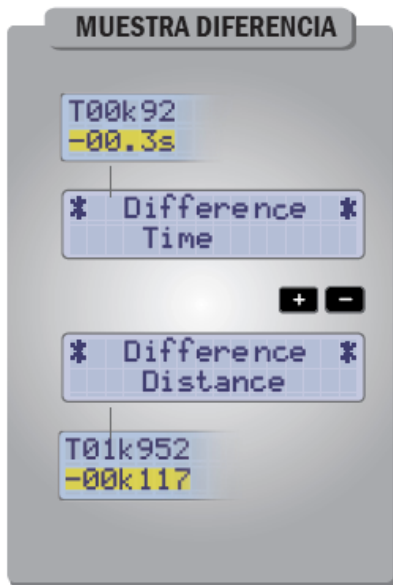 MUESTRA DIFERENCIA
T00k92
-00.3s
* Difference *
Time
+ -
* Difference *
Distance
T01k952
-00k117